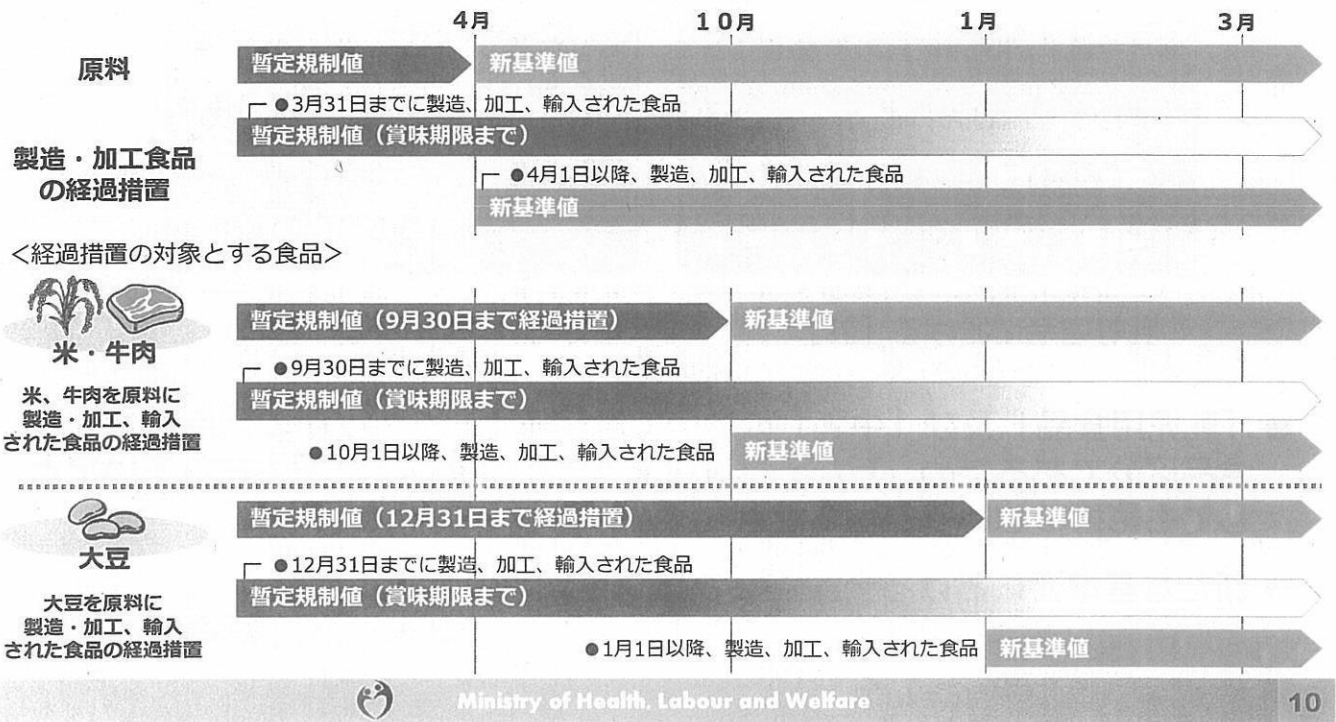 4月 10月 1月 3月
原料
暫定規制値 新基準値
●3月31日までに製造、加工、輸入された食品
製造・加工食品
の経過措置
暫定規制値（賞味期限まで）
●4月1日以降、製造、加工、輸入された食品
新基準値
＜経過措置の対象とする食品＞
米・牛肉
暫定規制値（9月30日まで経過措置） 新基準値
米、牛肉を原料に
製造・加工、輸入
された食品の経過措置
●9月30日までに製造、加工、輸入された食品
暫定規制値（賞味期限まで）
●10月1日以降、製造、加工、輸入された食品 新基準値
大豆
暫定規制値（12月31日まで経過措置） 新基準値
大豆を原料に
製造・加工、輸入
された食品の経過措置
●12月31日までに製造、加工、輸入された食品
暫定規制値（賞味期限まで）
●1月1日以降、製造、加工、輸入された食品 新基準値
Ministry of Health, Labour and Welfare 10